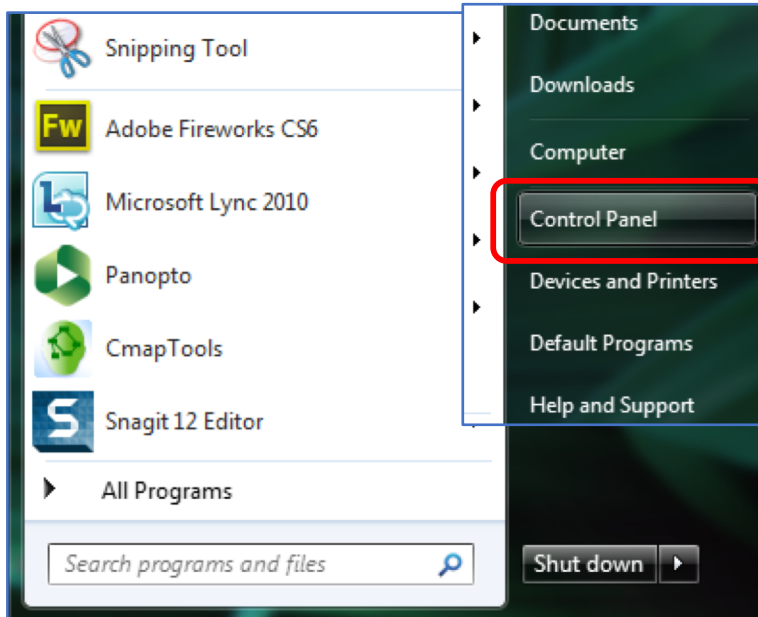 Snipping Tool
Fw
Adobe Fireworks CS6
L
Microsoft Lync 2010
Panopto
CmapTools
S
Snagit 12 Editor
All Programs
Search programs and files
Documents
Downloads
Computer
Control Panel
Devices and Printers
Default Programs
Help and Support
Shut down